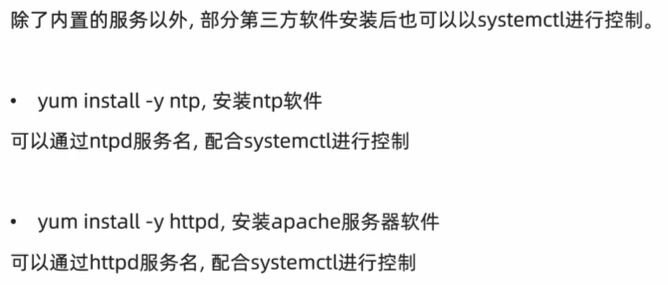 除了内置的服务以外, 部分第三方软件安装后也可以以systemctl进行控制。
• yum install -y ntp, 安装ntp软件
可以通过ntpd服务名, 配合systemctl进行控制
• yum install -y httpd, 安装apache服务器软件
可以通过httpd服务名, 配合systemctl进行控制